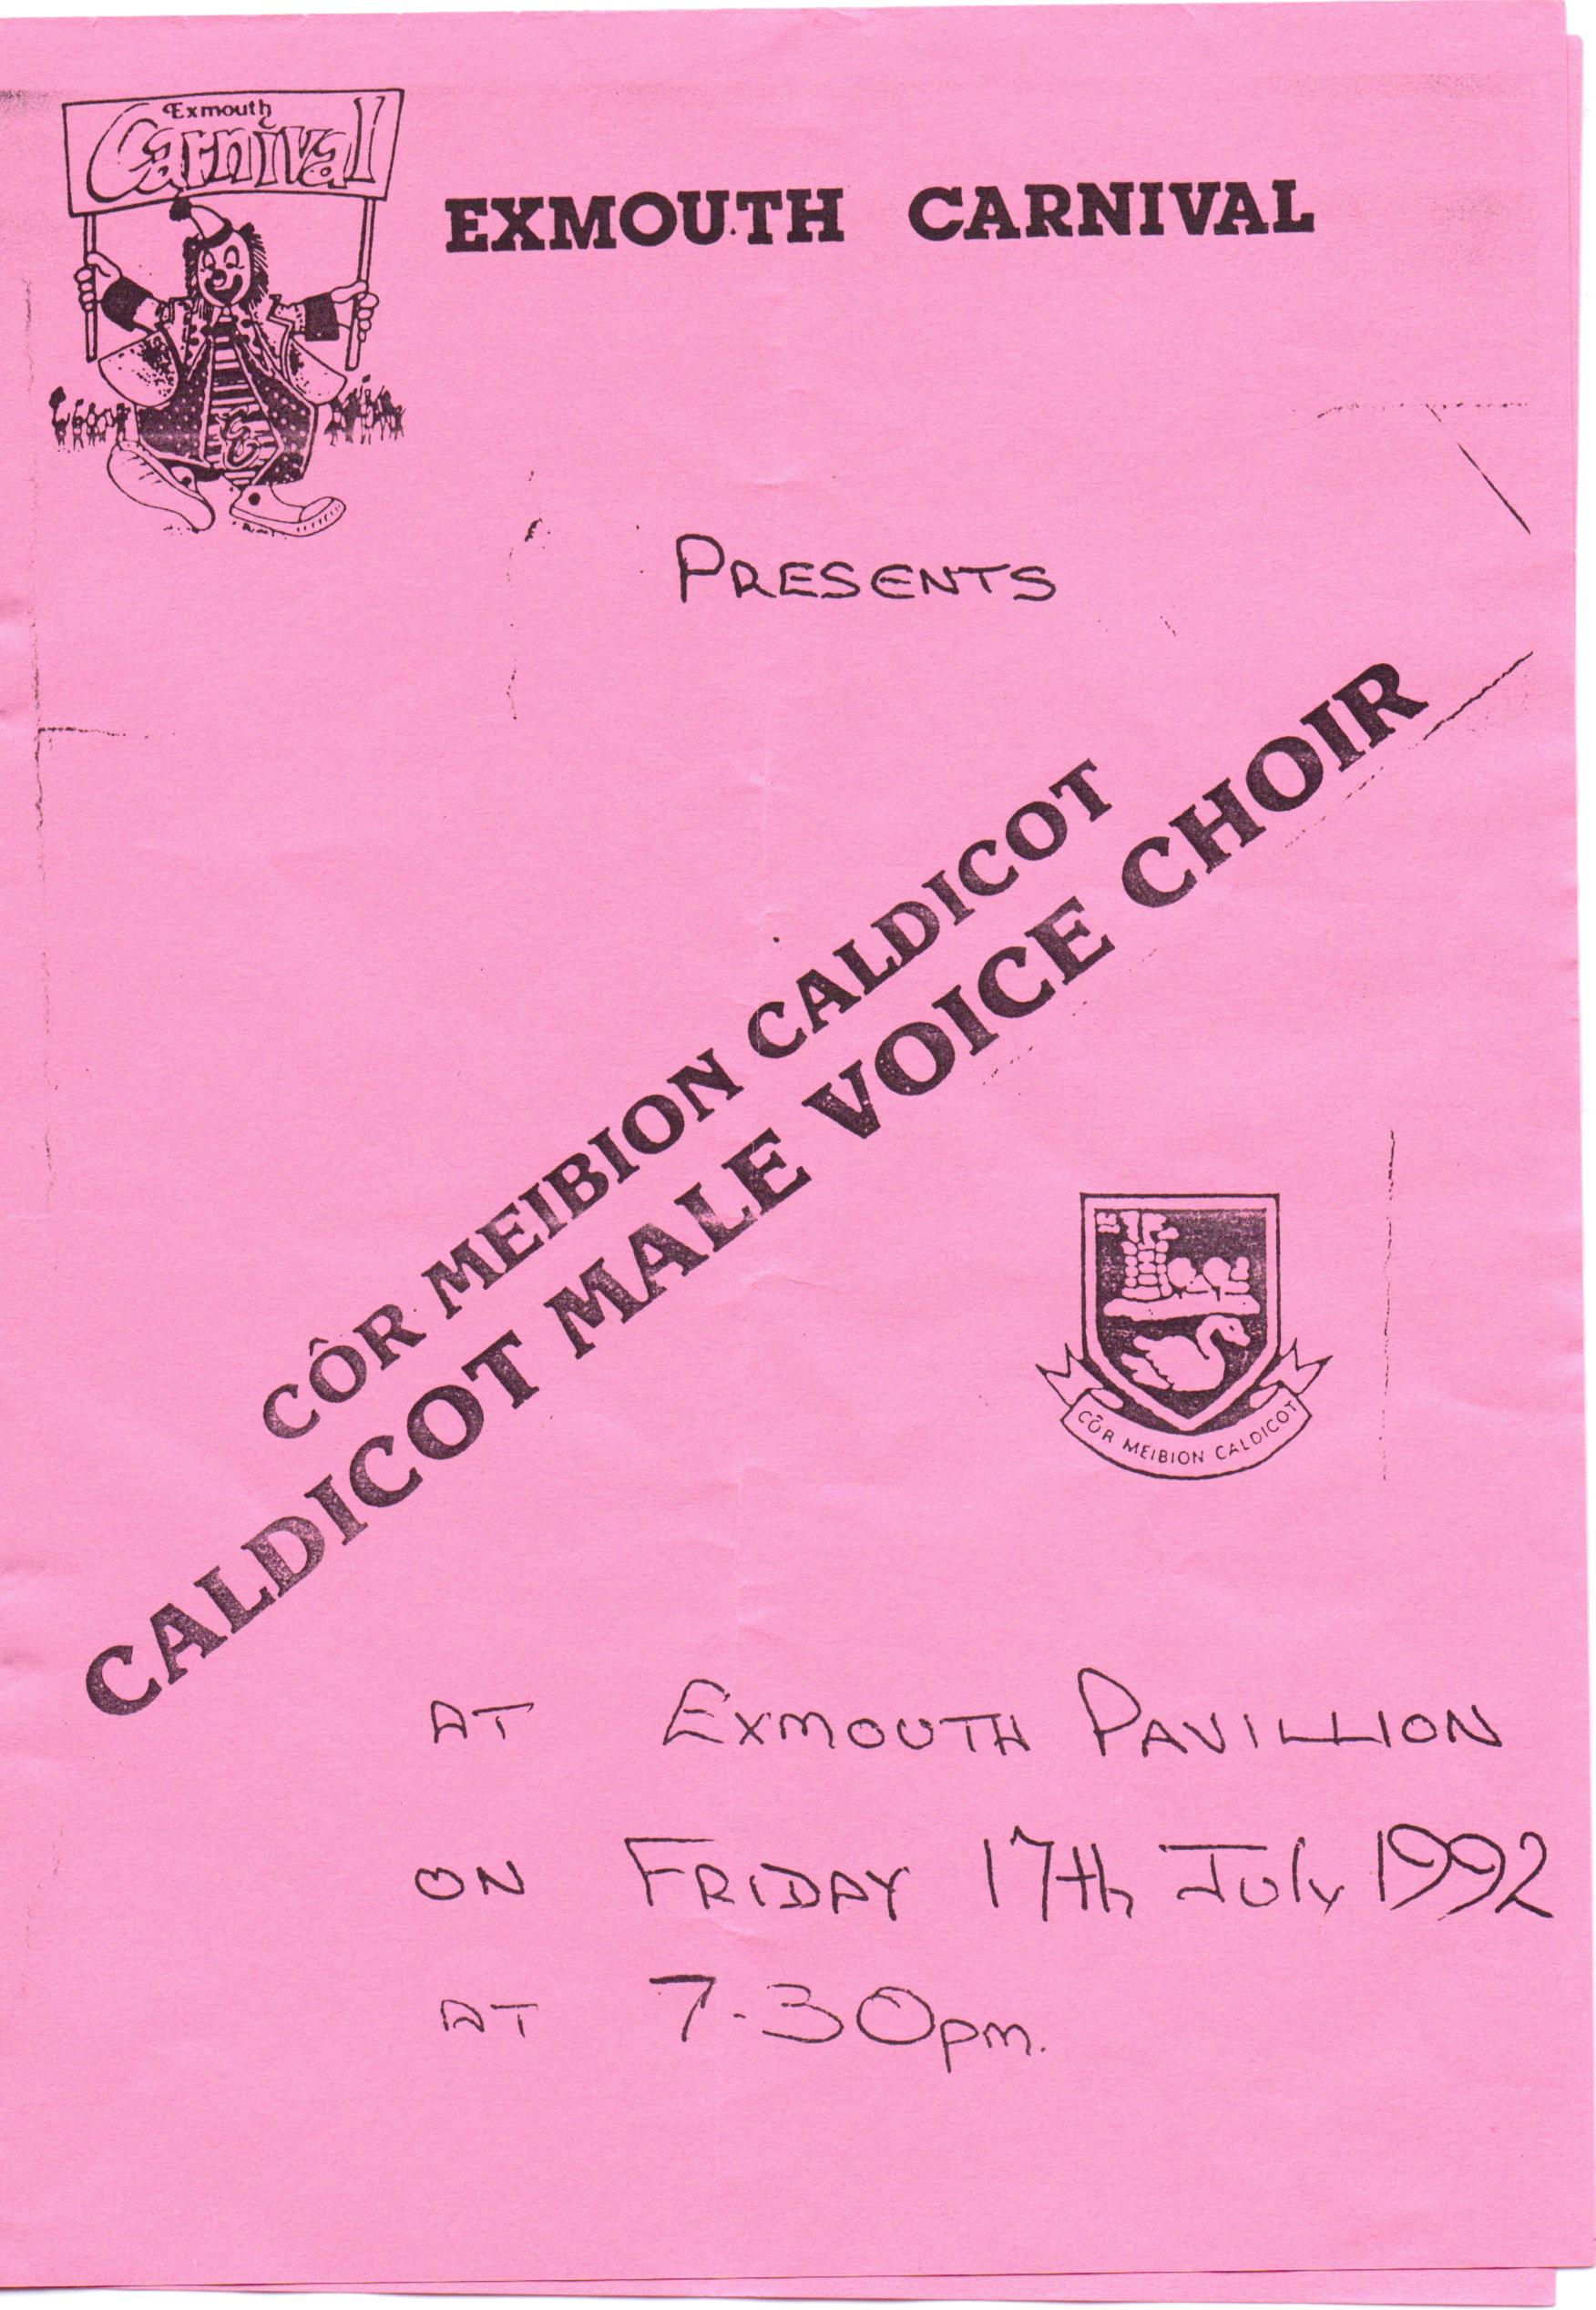 Exmouth
Carnival
EXMOUTH CARNIVAL
PRESENTS
CÔR MEIBION CALDICOT
CALDICOT MALE VOICE CHOIR
CÔR MEIBION CALDICOT
AT EXMOUTH PAVILLION
ON FRIDAY 17th July 1992
AT 7-30pm.